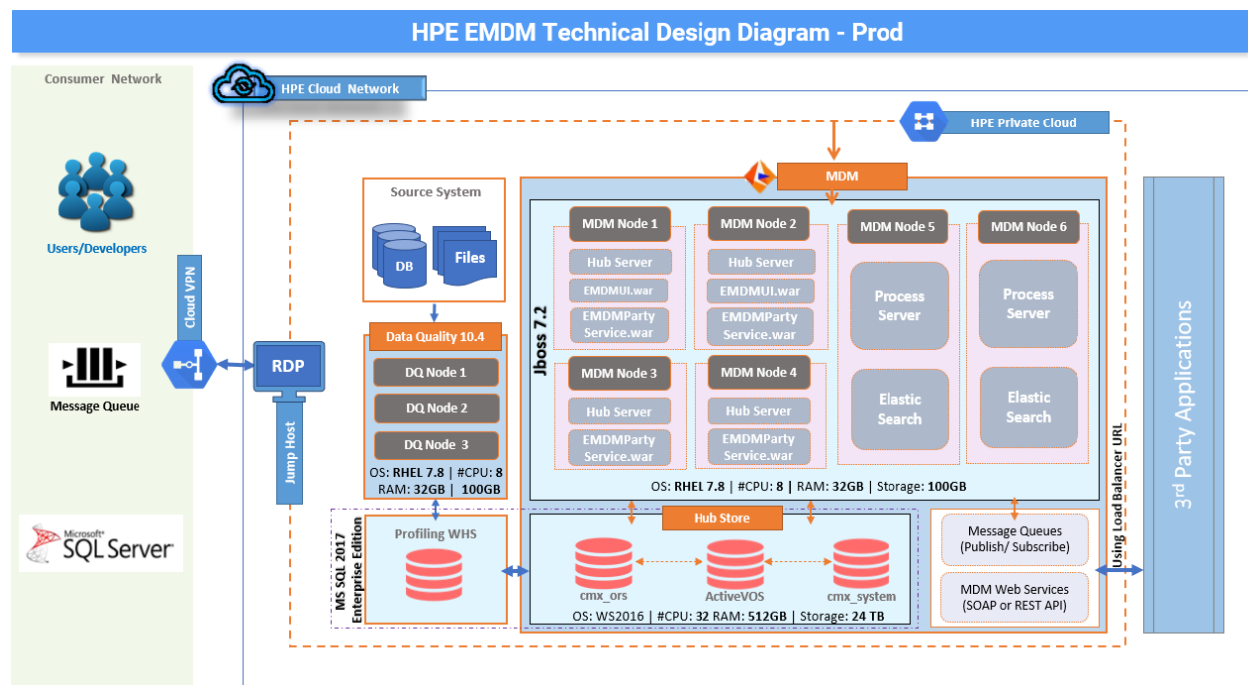 HPE EMDM Technical Design Diagram - Prod
Consumer Network
Users/Developers
Message Queue
Microsoft®
SQL Server®
HPE Cloud Network
Cloud VPN
RDP
Jump Host
HPE Private Cloud
Source System
DB
Files
Data Quality 10.4
DQ Node 1
DQ Node 2
DQ Node 3
OS: RHEL 7.8 | #CPU: 8
RAM: 32GB | 100GB
MS SQL 2017
Enterprise Edition
Profiling WHS
MDM
Jboss 7.2
MDM Node 1
Hub Server
EMDMUI.war
EMDMParty
Service.war
MDM Node 2
Hub Server
EMDMUI.war
EMDMParty
Service.war
MDM Node 3
Hub Server
EMDMParty
Service.war
MDM Node 4
Hub Server
EMDMParty
Service.war
MDM Node 5
Process
Server
Elastic
Search
MDM Node 6
Process
Server
Elastic
Search
OS: RHEL 7.8 | #CPU: 8 | RAM: 32GB | Storage: 100GB
Hub Store
cmx_ors
ActiveVOS
cmx_system
OS: WS2016 | #CPU: 32 RAM: 512GB | Storage: 24 TB
Message Queues
(Publish/ Subscribe)
MDM Web Services
(SOAP or REST API)
Using Load Balancer URL
3rd Party Applications